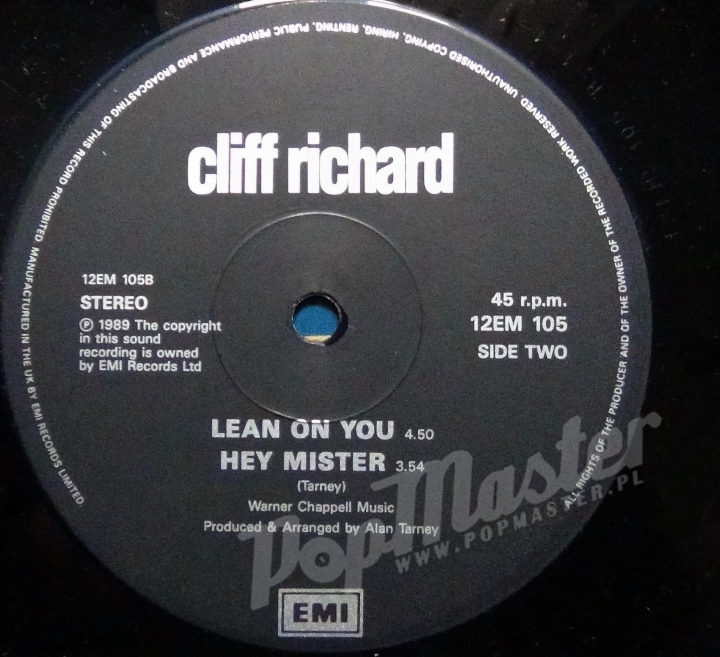 ALL RIGHTS OF THE PRODUCER AND OF THE OWNER OF THE RECORDED WORK RESERVED. UNAUTHORISED COPYING, HIRING, RENTING, PUBLIC PERFORMANCE AND BROADCASTING OF THIS RECORD PROHIBITED. MANUFACTURED IN THE UK BY EMI RECORDS LIMITED
cliff richard
12EM 105B
STEREO
Ⓟ 1989 The copyright
in this sound
recording is owned
by EMI Records Ltd
45 r.p.m.
12EM 105
SIDE TWO
LEAN ON YOU 4.50
HEY MISTER 3.54
(Tarney)
Warner Chappell Music
Produced & Arranged by Alan Tarney
EMI
PopMaster
WWW.POPMASTER.PL